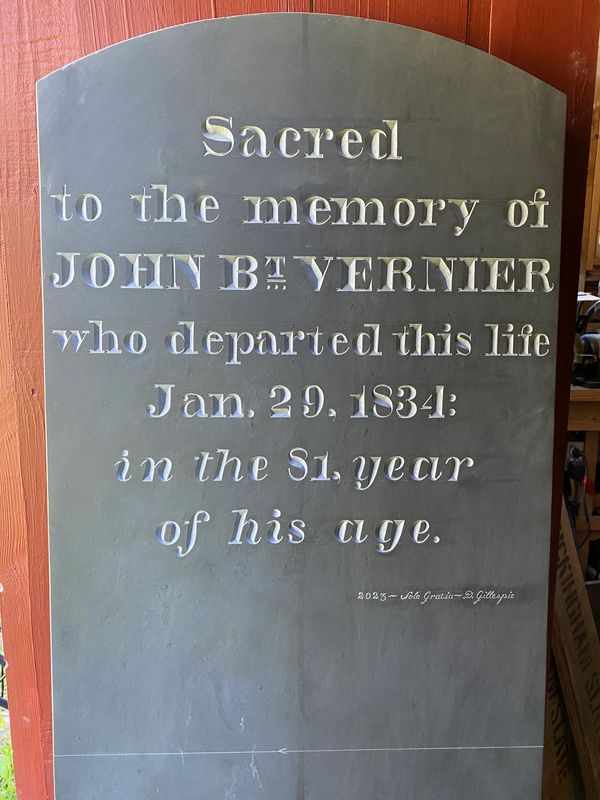 Sacred
to the memory of
JOHN BT VERNIER
who departed this life
Jan. 29, 1834:
in the 81, year
of his age.
2023~ Sola Gratia~D. Gillespie